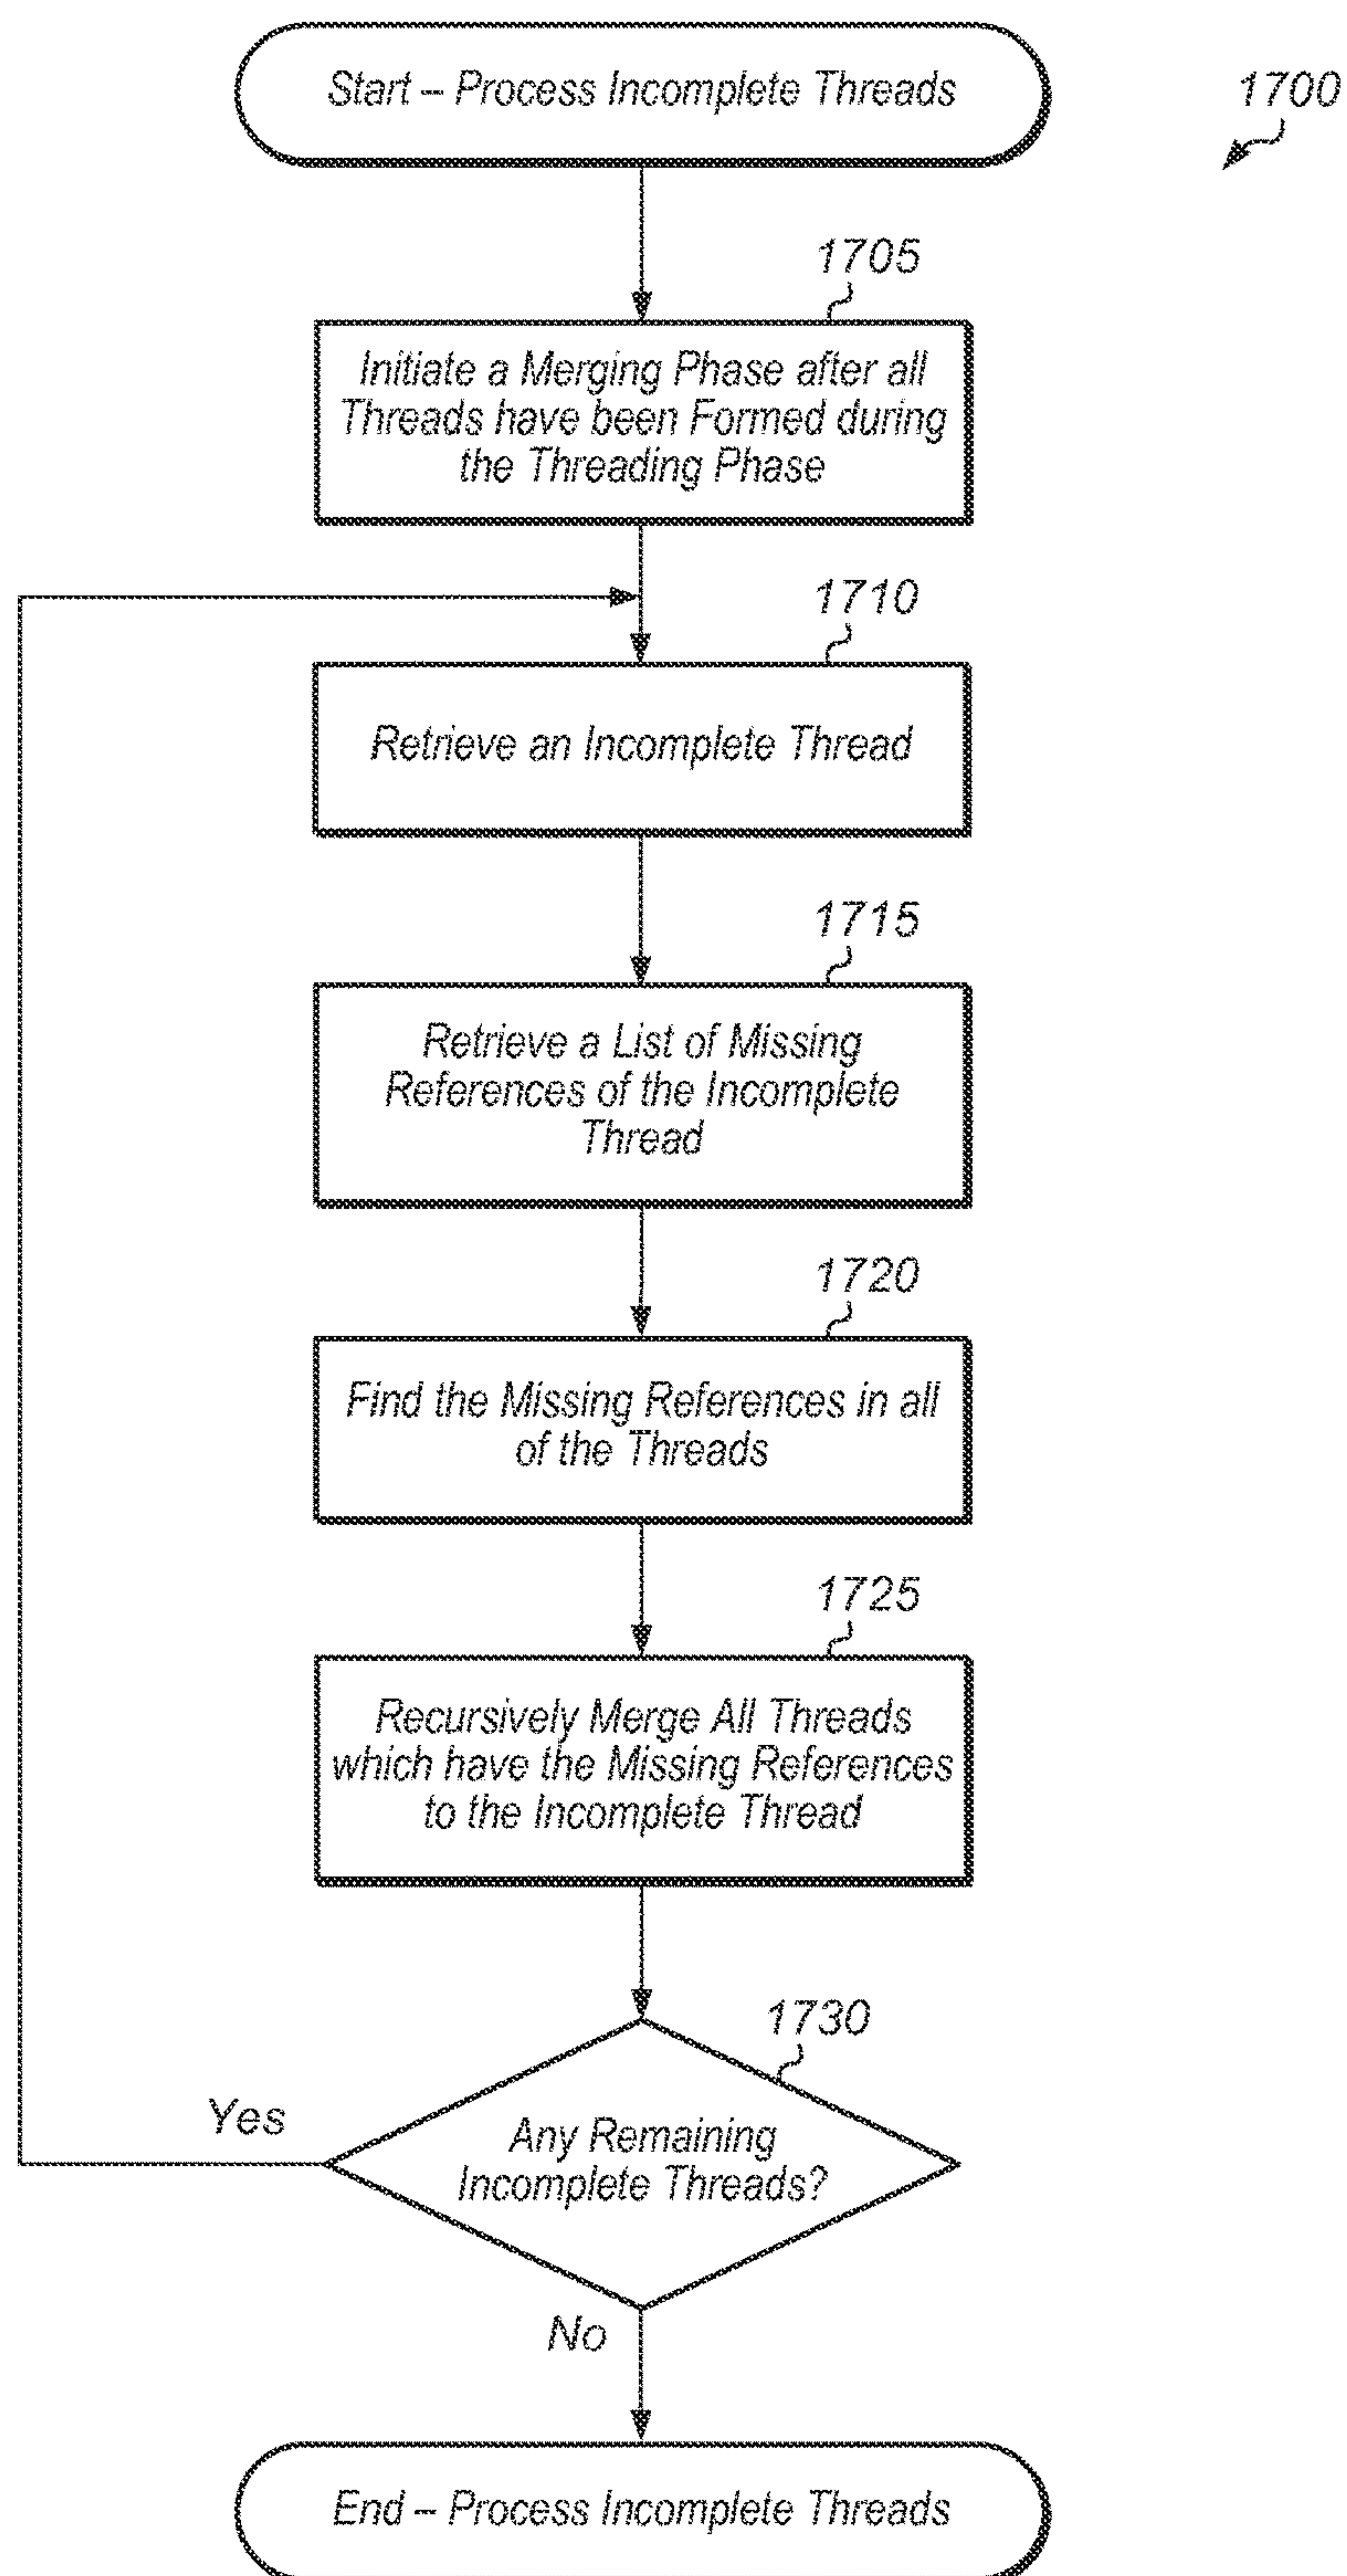 Start – Process Incomplete Threads
1700
1705
Initiate a Merging Phase after all
Threads have been Formed during
the Threading Phase
1710
Retrieve an Incomplete Thread
1715
Retrieve a List of Missing
References of the Incomplete
Thread
1720
Find the Missing References in all
of the Threads
1725
Recursively Merge All Threads
which have the Missing References
to the Incomplete Thread
1730
Yes
Any Remaining
Incomplete Threads?
No
End – Process Incomplete Threads